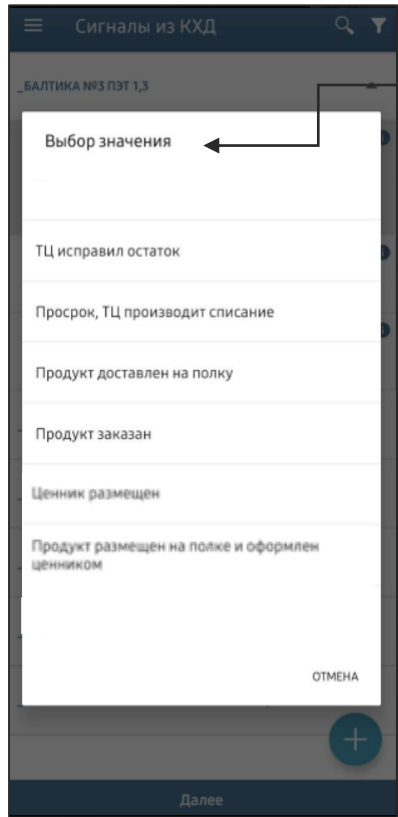 Сигналы из КХД
_БАЛТИКА №3 ПЭТ 1,3
Выбор значения
ТЦ исправил остаток
Просрок, ТЦ производит списание
Продукт доставлен на полку
Продукт заказан
Ценник размещен
Продукт размещен на полке и оформлен
ценником
ОТМЕНА
Далее